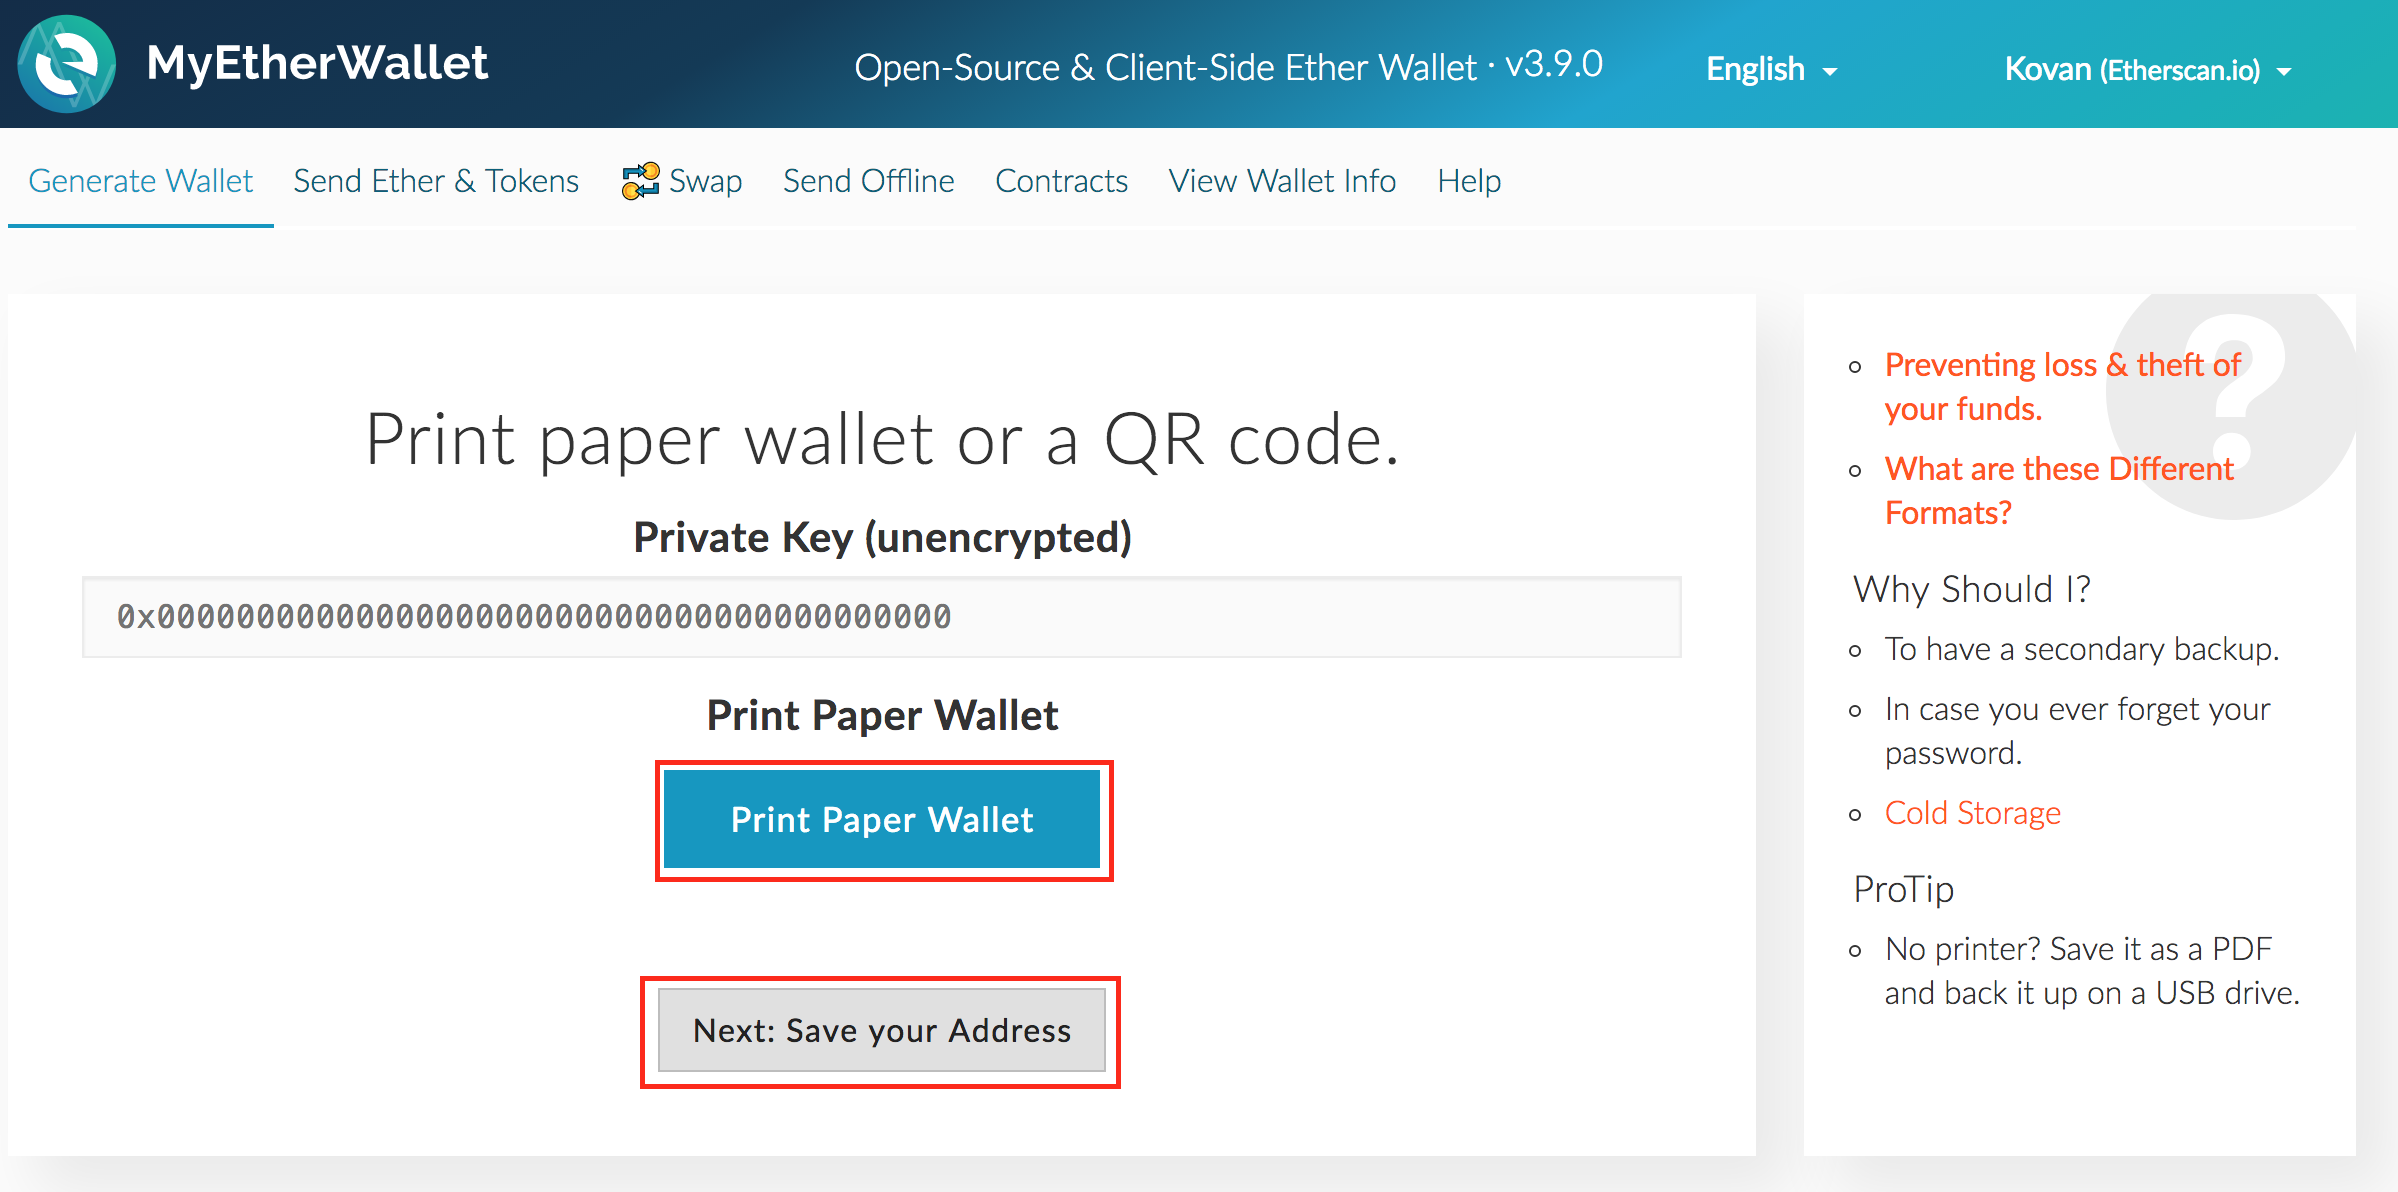 MyEtherWallet
Open-Source & Client-Side Ether Wallet · v3.9.0
English
Kovan (Etherscan.io)
Generate Wallet
Send Ether & Tokens
Swap
Send Offline
Contracts
View Wallet Info
Help
Print paper wallet or a QR code.
Private Key (unencrypted)
0x0000000000000000000000000000000000000000
Print Paper Wallet
Print Paper Wallet
Next: Save your Address
?
Preventing loss & theft of
your funds.
What are these Different
Formats?
Why Should I?
To have a secondary backup.
In case you ever forget your
password.
Cold Storage
ProTip
No printer? Save it as a PDF
and back it up on a USB drive.